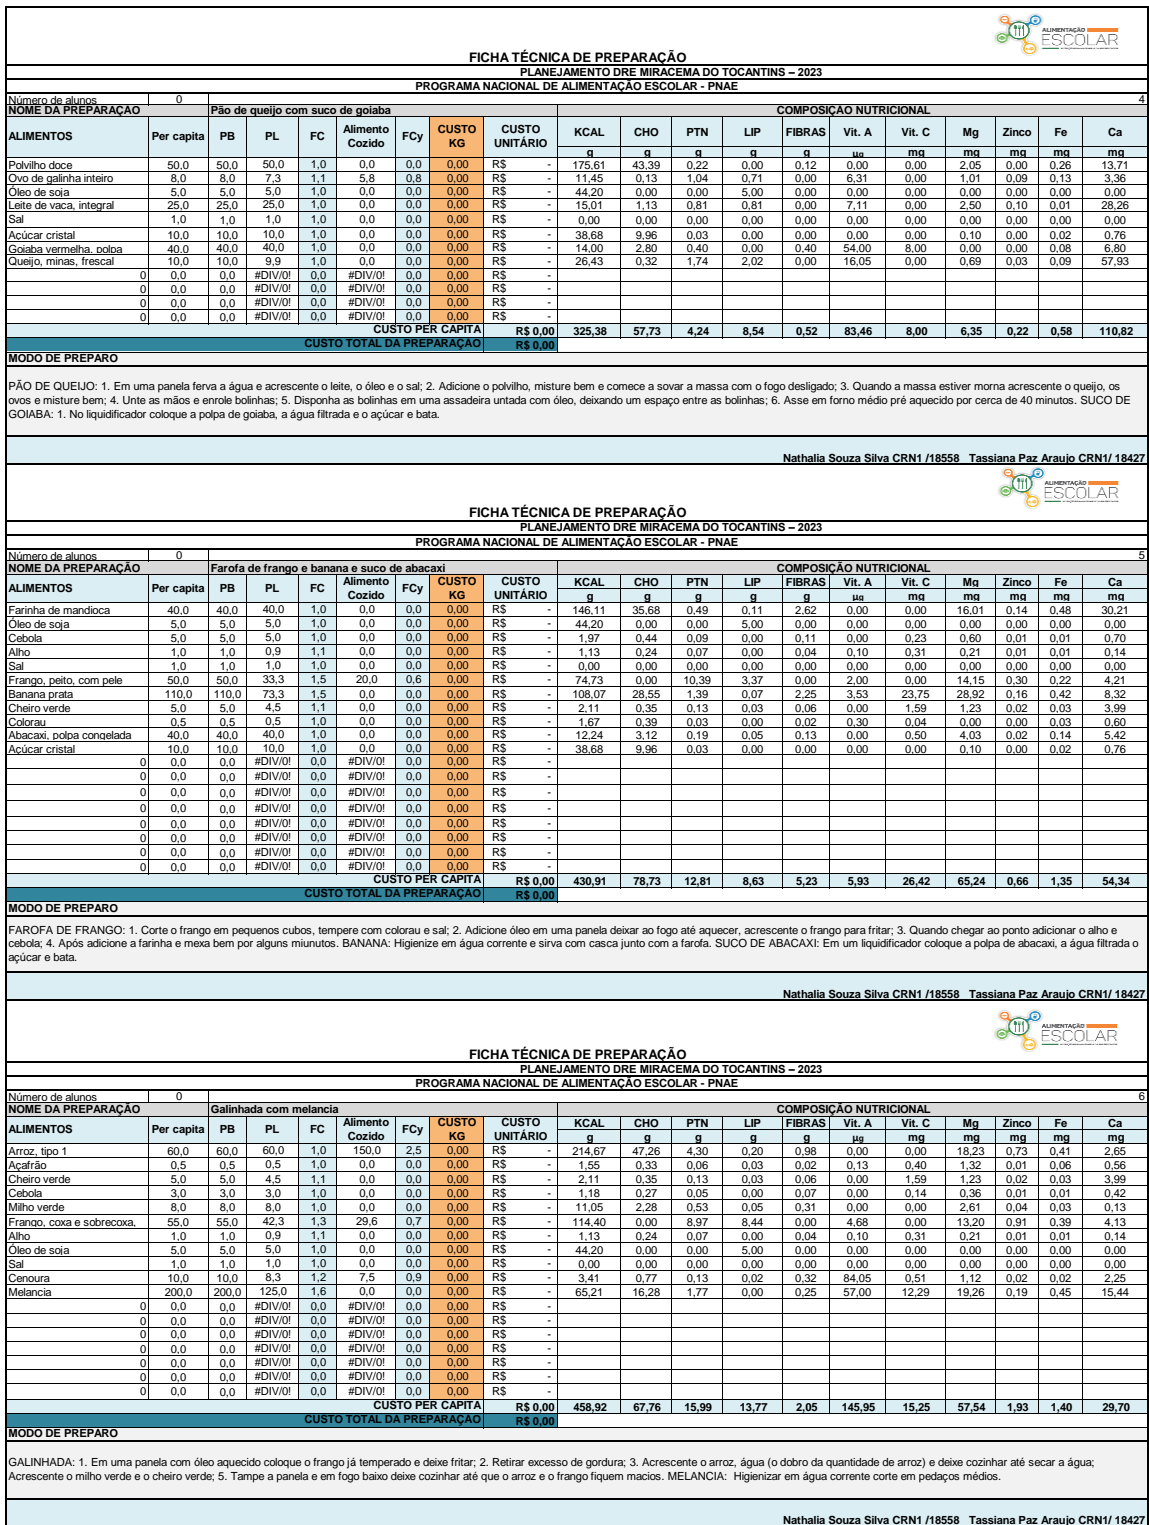 ALIMENTAÇÃO
ESCOLAR
FICHA TÉCNICA DE PREPARAÇÃO
PLANEJAMENTO DRE MIRACEMA DO TOCANTINS – 2023
PROGRAMA NACIONAL DE ALIMENTAÇÃO ESCOLAR - PNAE
Número de alunos 0 4
NOME DA PREPARAÇÃO Pão de queijo com suco de goiaba COMPOSIÇÃO NUTRICIONAL
ALIMENTOS Per capita PB PL FC Alimento Cozido FCy CUSTO KG CUSTO UNITÁRIO KCAL CHO PTN LIP FIBRAS Vit. A Vit. C Mg Zinco Fe Ca
g g g g g µg mg mg mg mg mg
Polvilho doce 50,0 50,0 50,0 1,0 0,0 0,0 0,00 R$ - 175,61 43,39 0,22 0,00 0,12 0,00 0,00 2,05 0,00 0,26 13,71
Ovo de galinha inteiro 8,0 8,0 7,3 1,1 5,8 0,8 0,00 R$ - 11,45 0,13 1,04 0,71 0,00 6,31 0,00 1,01 0,09 0,13 3,36
Óleo de soja 5,0 5,0 5,0 1,0 0,0 0,0 0,00 R$ - 44,20 0,00 0,00 5,00 0,00 0,00 0,00 0,00 0,00 0,00 0,00
Leite de vaca, integral 25,0 25,0 25,0 1,0 0,0 0,0 0,00 R$ - 15,01 1,13 0,81 0,81 0,00 7,11 0,00 2,50 0,10 0,01 28,26
Sal 1,0 1,0 1,0 1,0 0,0 0,0 0,00 R$ - 0,00 0,00 0,00 0,00 0,00 0,00 0,00 0,00 0,00 0,00 0,00
Açúcar cristal 10,0 10,0 10,0 1,0 0,0 0,0 0,00 R$ - 38,68 9,96 0,03 0,00 0,00 0,00 0,00 0,10 0,00 0,02 0,76
Goiaba vermelha, polpa 40,0 40,0 40,0 1,0 0,0 0,0 0,00 R$ - 14,00 2,80 0,40 0,00 0,40 54,00 8,00 0,00 0,00 0,08 6,80
Queijo, minas, frescal 10,0 10,0 9,9 1,0 0,0 0,0 0,00 R$ - 26,43 0,32 1,74 2,02 0,00 16,05 0,00 0,69 0,03 0,09 57,93
0 0,0 0,0 #DIV/0! 0,0 #DIV/0! 0,0 0,00 R$ -
0 0,0 0,0 #DIV/0! 0,0 #DIV/0! 0,0 0,00 R$ -
0 0,0 0,0 #DIV/0! 0,0 #DIV/0! 0,0 0,00 R$ -
0 0,0 0,0 #DIV/0! 0,0 #DIV/0! 0,0 0,00 R$ -
CUSTO PER CAPITA R$ 0,00 325,38 57,73 4,24 8,54 0,52 83,46 8,00 6,35 0,22 0,58 110,82
CUSTO TOTAL DA PREPARAÇÃO R$ 0,00
MODO DE PREPARO
PÃO DE QUEIJO: 1. Em uma panela ferva a água e acrescente o leite, o óleo e o sal; 2. Adicione o polvilho, misture bem e comece a sovar a massa com o fogo desligado; 3. Quando a massa estiver morna acrescente o queijo, os
ovos e misture bem; 4. Unte as mãos e enrole bolinhas; 5. Disponha as bolinhas em uma assadeira untada com óleo, deixando um espaço entre as bolinhas; 6. Asse em forno médio pré aquecido por cerca de 40 minutos. SUCO DE
GOIABA: 1. No liquidificador coloque a polpa de goiaba, a água filtrada e o açúcar e bata.
Nathalia Souza Silva CRN1 /18558 Tassiana Paz Araujo CRN1/ 18427
ALIMENTAÇÃO
ESCOLAR
FICHA TÉCNICA DE PREPARAÇÃO
PLANEJAMENTO DRE MIRACEMA DO TOCANTINS – 2023
PROGRAMA NACIONAL DE ALIMENTAÇÃO ESCOLAR - PNAE
Número de alunos 0 5
NOME DA PREPARAÇÃO Farofa de frango e banana e suco de abacaxi COMPOSIÇÃO NUTRICIONAL
ALIMENTOS Per capita PB PL FC Alimento Cozido FCy CUSTO KG CUSTO UNITÁRIO KCAL CHO PTN LIP FIBRAS Vit. A Vit. C Mg Zinco Fe Ca
g g g g g µg mg mg mg mg mg
Farinha de mandioca 40,0 40,0 40,0 1,0 0,0 0,0 0,00 R$ - 146,11 35,68 0,49 0,11 2,62 0,00 0,00 16,01 0,14 0,48 30,21
Óleo de soja 5,0 5,0 5,0 1,0 0,0 0,0 0,00 R$ - 44,20 0,00 0,00 5,00 0,00 0,00 0,00 0,00 0,00 0,00 0,00
Cebola 5,0 5,0 5,0 1,0 0,0 0,0 0,00 R$ - 1,97 0,44 0,09 0,00 0,11 0,00 0,23 0,60 0,01 0,01 0,70
Alho 1,0 1,0 0,9 1,1 0,0 0,0 0,00 R$ - 1,13 0,24 0,07 0,00 0,04 0,10 0,31 0,21 0,01 0,01 0,14
Sal 1,0 1,0 1,0 1,0 0,0 0,0 0,00 R$ - 0,00 0,00 0,00 0,00 0,00 0,00 0,00 0,00 0,00 0,00 0,00
Frango, peito, com pele 50,0 50,0 33,3 1,5 20,0 0,6 0,00 R$ - 74,73 0,00 10,39 3,37 0,00 2,00 0,00 14,15 0,30 0,22 4,21
Banana prata 110,0 110,0 73,3 1,5 0,0 0,0 0,00 R$ - 108,07 28,55 1,39 0,07 2,25 3,53 23,75 28,92 0,16 0,42 8,32
Cheiro verde 5,0 5,0 4,5 1,1 0,0 0,0 0,00 R$ - 2,11 0,35 0,13 0,03 0,06 0,00 1,59 1,23 0,02 0,03 3,99
Colorau 0,5 0,5 0,5 1,0 0,0 0,0 0,00 R$ - 1,67 0,39 0,03 0,00 0,02 0,30 0,04 0,00 0,00 0,03 0,60
Abacaxi, polpa congelada 40,0 40,0 40,0 1,0 0,0 0,0 0,00 R$ - 12,24 3,12 0,19 0,05 0,13 0,00 0,50 4,03 0,02 0,14 5,42
Açúcar cristal 10,0 10,0 10,0 1,0 0,0 0,0 0,00 R$ - 38,68 9,96 0,03 0,00 0,00 0,00 0,00 0,10 0,00 0,02 0,76
0 0,0 0,0 #DIV/0! 0,0 #DIV/0! 0,0 0,00 R$ -
0 0,0 0,0 #DIV/0! 0,0 #DIV/0! 0,0 0,00 R$ -
0 0,0 0,0 #DIV/0! 0,0 #DIV/0! 0,0 0,00 R$ -
0 0,0 0,0 #DIV/0! 0,0 #DIV/0! 0,0 0,00 R$ -
0 0,0 0,0 #DIV/0! 0,0 #DIV/0! 0,0 0,00 R$ -
0 0,0 0,0 #DIV/0! 0,0 #DIV/0! 0,0 0,00 R$ -
0 0,0 0,0 #DIV/0! 0,0 #DIV/0! 0,0 0,00 R$ -
0 0,0 0,0 #DIV/0! 0,0 #DIV/0! 0,0 0,00 R$ -
CUSTO PER CAPITA R$ 0,00 430,91 78,73 12,81 8,63 5,23 5,93 26,42 65,24 0,66 1,35 54,34
CUSTO TOTAL DA PREPARAÇÃO R$ 0,00
MODO DE PREPARO
FAROFA DE FRANGO: 1. Corte o frango em pequenos cubos, tempere com colorau e sal; 2. Adicione óleo em uma panela deixar ao fogo até aquecer, acrescente o frango para fritar; 3. Quando chegar ao ponto adicionar o alho e
cebola; 4. Após adicione a farinha e mexa bem por alguns miunutos. BANANA: Higienize em água corrente e sirva com casca junto com a farofa. SUCO DE ABACAXI: Em um liquidificador coloque a polpa de abacaxi, a água filtrada o
açúcar e bata.
Nathalia Souza Silva CRN1 /18558 Tassiana Paz Araujo CRN1/ 18427
ALIMENTAÇÃO
ESCOLAR
FICHA TÉCNICA DE PREPARAÇÃO
PLANEJAMENTO DRE MIRACEMA DO TOCANTINS – 2023
PROGRAMA NACIONAL DE ALIMENTAÇÃO ESCOLAR - PNAE
Número de alunos 0 6
NOME DA PREPARAÇÃO Galinhada com melancia COMPOSIÇÃO NUTRICIONAL
ALIMENTOS Per capita PB PL FC Alimento Cozido FCy CUSTO KG CUSTO UNITÁRIO KCAL CHO PTN LIP FIBRAS Vit. A Vit. C Mg Zinco Fe Ca
g g g g g µg mg mg mg mg mg
Arroz, tipo 1 60,0 60,0 60,0 1,0 150,0 2,5 0,00 R$ - 214,67 47,26 4,30 0,20 0,98 0,00 0,00 18,23 0,73 0,41 2,65
Açafrão 0,5 0,5 0,5 1,0 0,0 0,0 0,00 R$ - 1,55 0,33 0,06 0,03 0,02 0,13 0,40 1,32 0,01 0,06 0,56
Cheiro verde 5,0 5,0 4,5 1,1 0,0 0,0 0,00 R$ - 2,11 0,35 0,13 0,03 0,06 0,00 1,59 1,23 0,02 0,03 3,99
Cebola 3,0 3,0 3,0 1,0 0,0 0,0 0,00 R$ - 1,18 0,27 0,05 0,00 0,07 0,00 0,14 0,36 0,01 0,01 0,42
Milho verde 8,0 8,0 8,0 1,0 0,0 0,0 0,00 R$ - 11,05 2,28 0,53 0,05 0,31 0,00 0,00 2,61 0,04 0,03 0,13
Frango, coxa e sobrecoxa, 55,0 55,0 42,3 1,3 29,6 0,7 0,00 R$ - 114,40 0,00 8,97 8,44 0,00 4,68 0,00 13,20 0,91 0,39 4,13
Alho 1,0 1,0 0,9 1,1 0,0 0,0 0,00 R$ - 1,13 0,24 0,07 0,00 0,04 0,10 0,31 0,21 0,01 0,01 0,14
Óleo de soja 5,0 5,0 5,0 1,0 0,0 0,0 0,00 R$ - 44,20 0,00 0,00 5,00 0,00 0,00 0,00 0,00 0,00 0,00 0,00
Sal 1,0 1,0 1,0 1,0 0,0 0,0 0,00 R$ - 0,00 0,00 0,00 0,00 0,00 0,00 0,00 0,00 0,00 0,00 0,00
Cenoura 10,0 10,0 8,3 1,2 7,5 0,9 0,00 R$ - 3,41 0,77 0,13 0,02 0,32 84,05 0,51 1,12 0,02 0,02 2,25
Melancia 200,0 200,0 125,0 1,6 0,0 0,0 0,00 R$ - 65,21 16,28 1,77 0,00 0,25 57,00 12,29 19,26 0,19 0,45 15,44
0 0,0 0,0 #DIV/0! 0,0 #DIV/0! 0,0 0,00 R$ -
0 0,0 0,0 #DIV/0! 0,0 #DIV/0! 0,0 0,00 R$ -
0 0,0 0,0 #DIV/0! 0,0 #DIV/0! 0,0 0,00 R$ -
0 0,0 0,0 #DIV/0! 0,0 #DIV/0! 0,0 0,00 R$ -
0 0,0 0,0 #DIV/0! 0,0 #DIV/0! 0,0 0,00 R$ -
0 0,0 0,0 #DIV/0! 0,0 #DIV/0! 0,0 0,00 R$ -
0 0,0 0,0 #DIV/0! 0,0 #DIV/0! 0,0 0,00 R$ -
CUSTO PER CAPITA R$ 0,00 458,92 67,76 15,99 13,77 2,05 145,95 15,25 57,54 1,93 1,40 29,70
CUSTO TOTAL DA PREPARAÇÃO R$ 0,00
MODO DE PREPARO
GALINHADA: 1. Em uma panela com óleo aquecido coloque o frango já temperado e deixe fritar; 2. Retirar excesso de gordura; 3. Acrescente o arroz, água (o dobro da quantidade de arroz) e deixe cozinhar até secar a água;
Acrescente o milho verde e o cheiro verde; 5. Tampe a panela e em fogo baixo deixe cozinhar até que o arroz e o frango fiquem macios. MELANCIA: Higienizar em água corrente corte em pedaços médios.
Nathalia Souza Silva CRN1 /18558 Tassiana Paz Araujo CRN1/ 18427